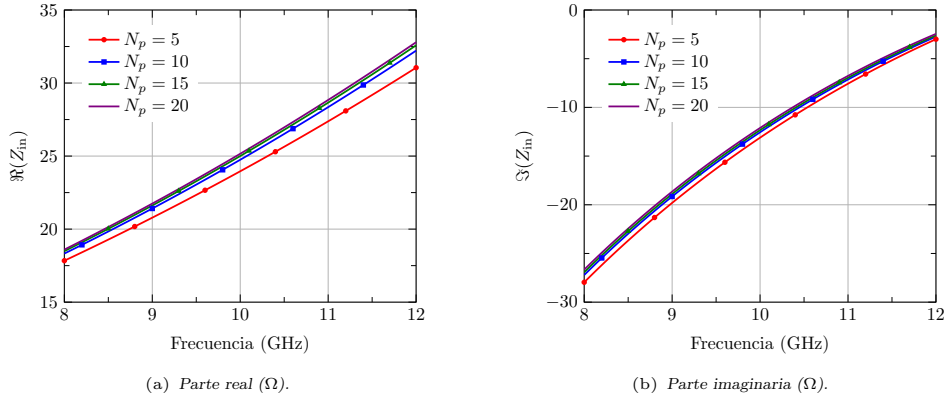 35
30
25
20
15
ℜ(Z_in)
N_p = 5
N_p = 10
N_p = 15
N_p = 20
8
9
10
11
12
Frecuencia (GHz)
(a) Parte real (Ω).
0
−10
−20
−30
ℑ(Z_in)
N_p = 5
N_p = 10
N_p = 15
N_p = 20
8
9
10
11
12
Frecuencia (GHz)
(b) Parte imaginaria (Ω).